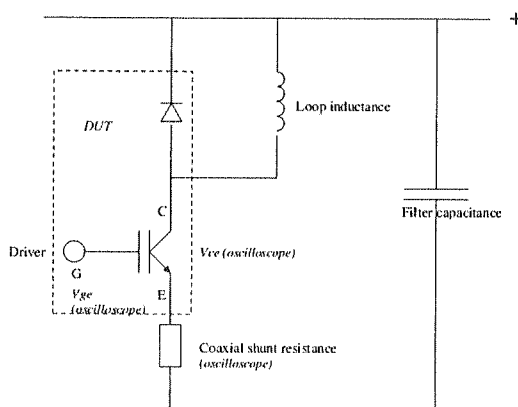 +
DUT
Loop inductance
C
Filter capacitance
Driver
Vce (oscilloscope)
G
Vge
(oscilloscope)
E
Coaxial shunt resistance
(oscilloscope)